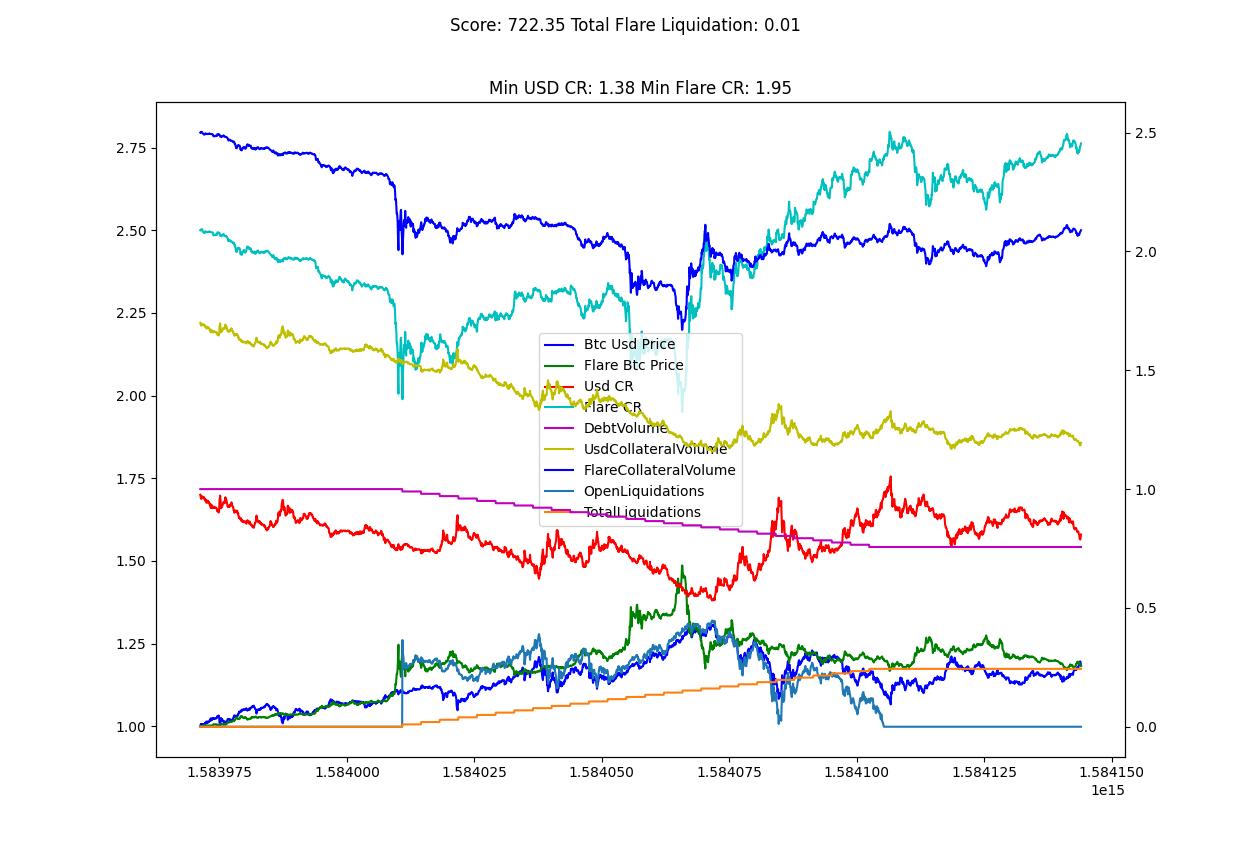 Score: 722.35 Total Flare Liquidation: 0.01
Min USD CR: 1.38 Min Flare CR: 1.95
2.75
2.50
2.25
2.00
1.75
1.50
1.25
1.00
2.5
2.0
1.5
1.0
0.5
0.0
Btc Usd Price
Flare Btc Price
Usd CR
Flare CR
DebtVolume
UsdCollateralVolume
FlareCollateralVolume
OpenLiquidations
TotalLiquidations
1.583975 1.584000 1.584025 1.584050 1.584075 1.584100 1.584125 1.584150
1e15